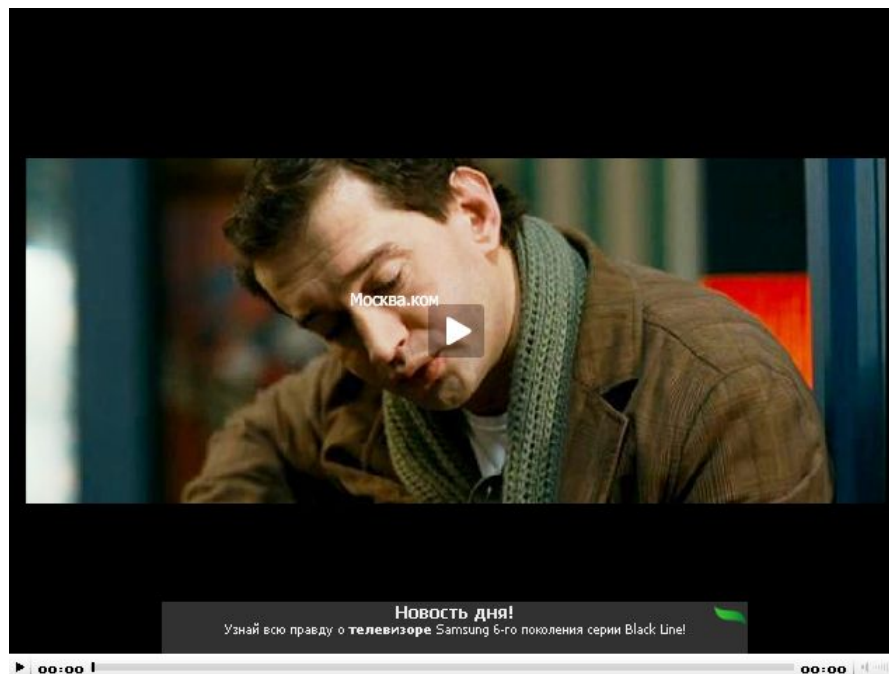 Москва.ком
Новость дня!
Узнай всю правду о телевизоре Samsung 6-го поколения серии Black Line!
00:00
00:00